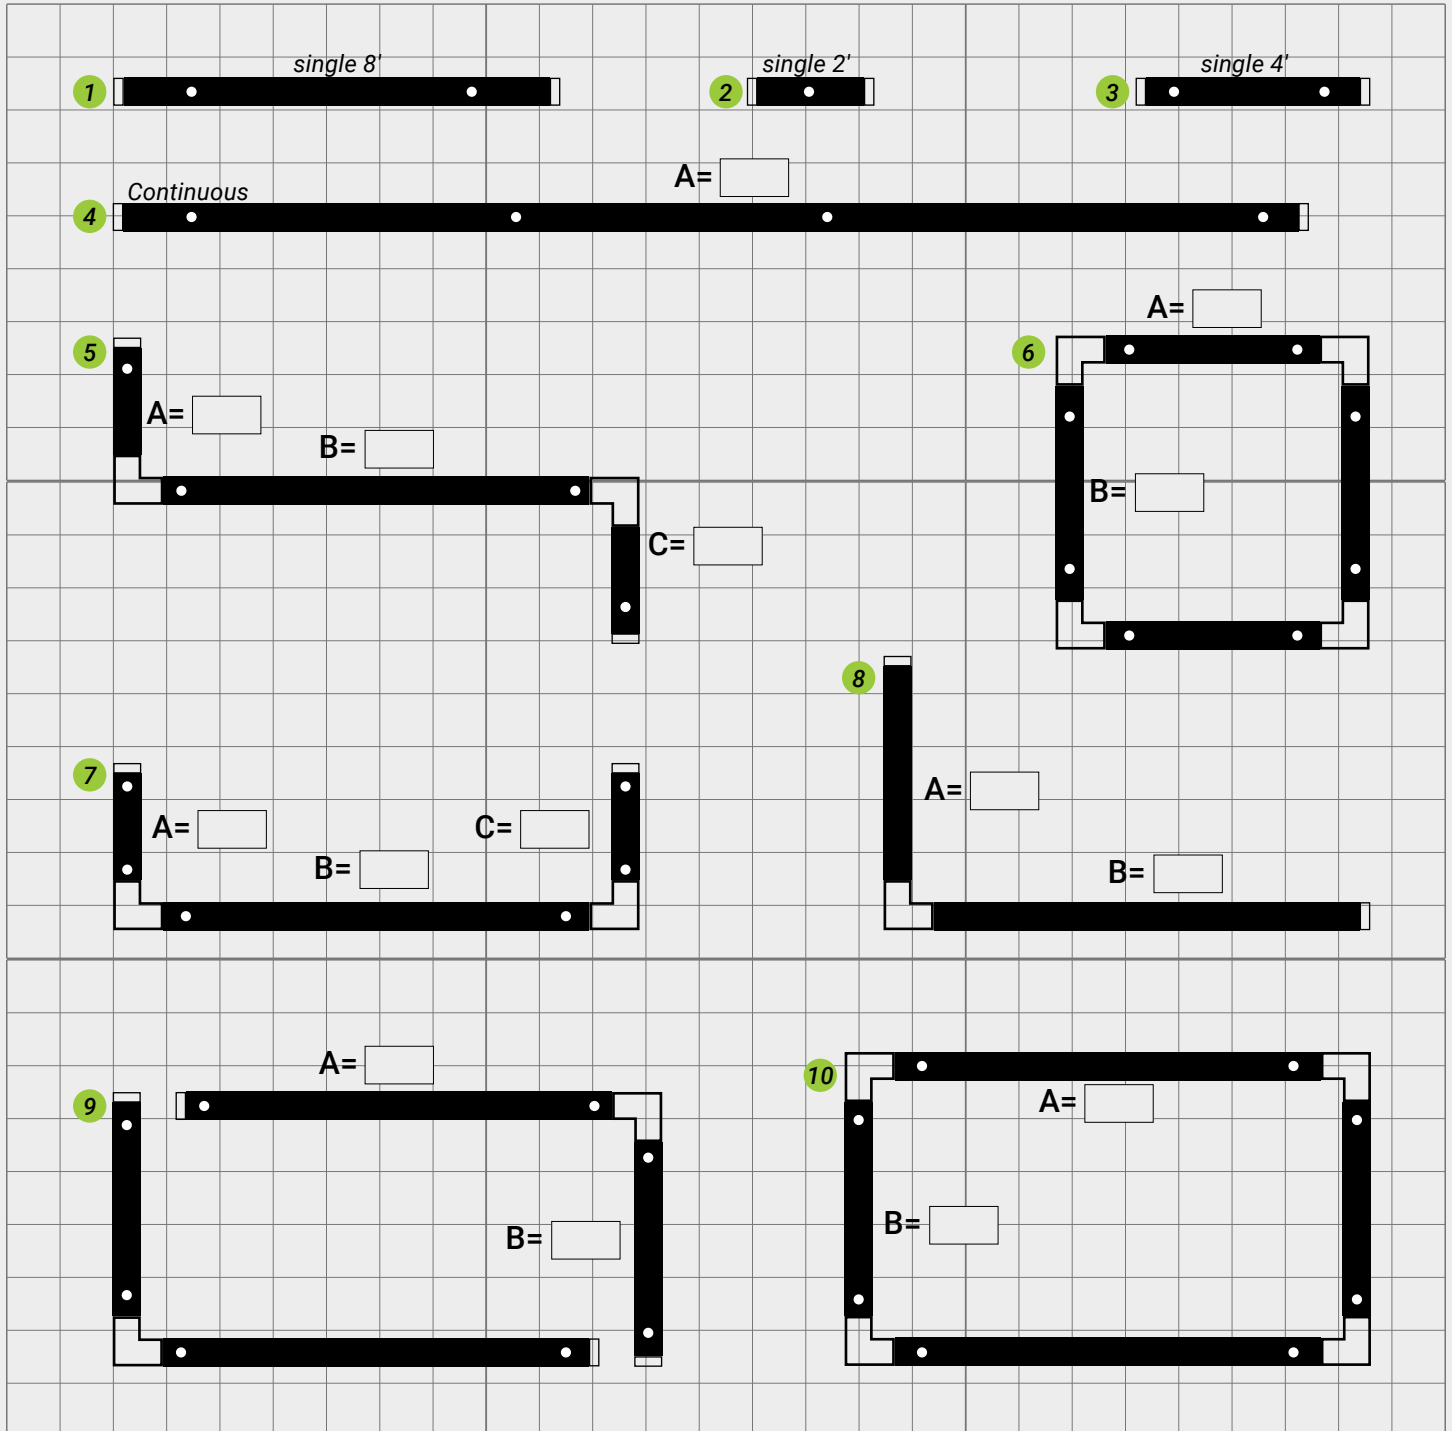 single 8'
single 2'
single 4'
1
2
3
A=
Continuous
4
A=
5
6
A=
B=
B=
C=
8
7
A=
A=
C=
B=
B=
A=
10
9
A=
B=
B=